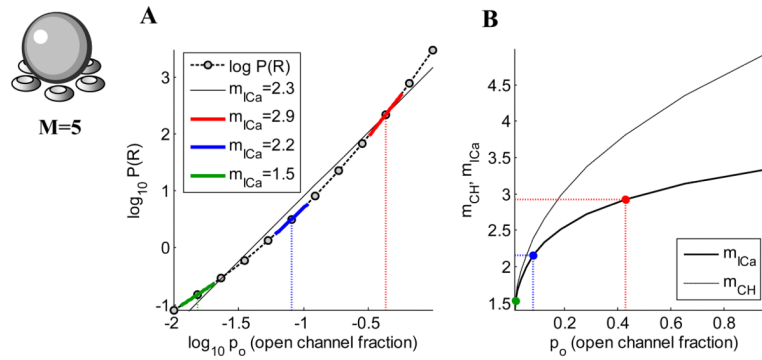 M=5
A
log P(R)
m_ICa=2.3
m_ICa=2.9
m_ICa=2.2
m_ICa=1.5
log₁₀ P(R)
3
2
1
0
-1
-2
-1.5
-1
-0.5
log₁₀ p_o (open channel fraction)
B
m_CH, m_ICa
4.5
4
3.5
3
2.5
2
1.5
0.2
0.4
0.6
0.8
p_o (open channel fraction)
m_ICa
m_CH